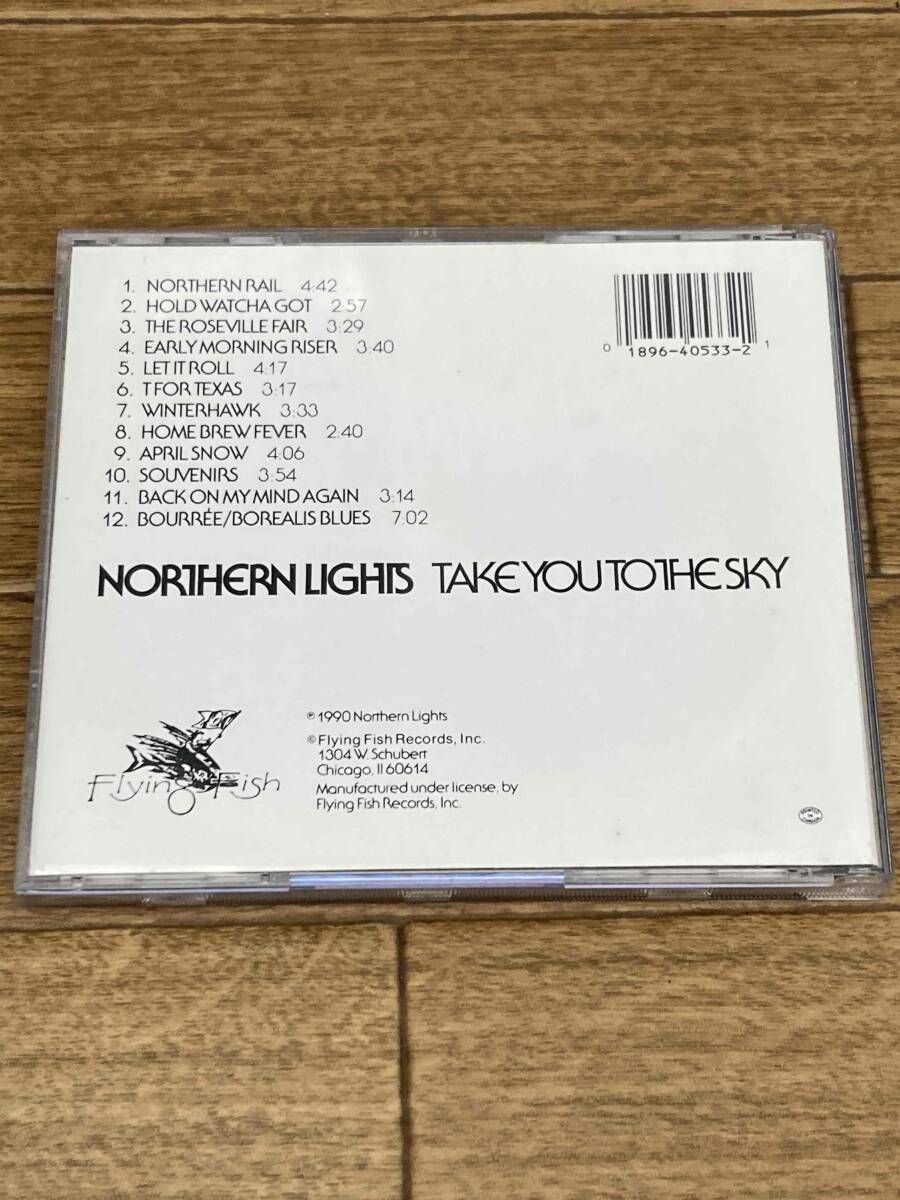 1. NORTHERN RAIL 4:42
2. HOLD WATCHA GOT 2:57
3. THE ROSEVILLE FAIR 3:29
4. EARLY MORNING RISER 3:40
5. LET IT ROLL 4:17
6. T FOR TEXAS 3:17
7. WINTERHAWK 3:33
8. HOME BREW FEVER 2:40
9. APRIL SNOW 4:06
10. SOUVENIRS 3:54
11. BACK ON MY MIND AGAIN 3:14
12. BOURRÉE/BOREALIS BLUES 7:02
0 1896-40533-2 1
NORTHERN LIGHTS TAKE YOU TO THE SKY
Flying Fish
℗ 1990 Northern Lights
© Flying Fish Records, Inc.
1304 W. Schubert
Chicago, Il 60614
Manufactured under license, by
Flying Fish Records, Inc.